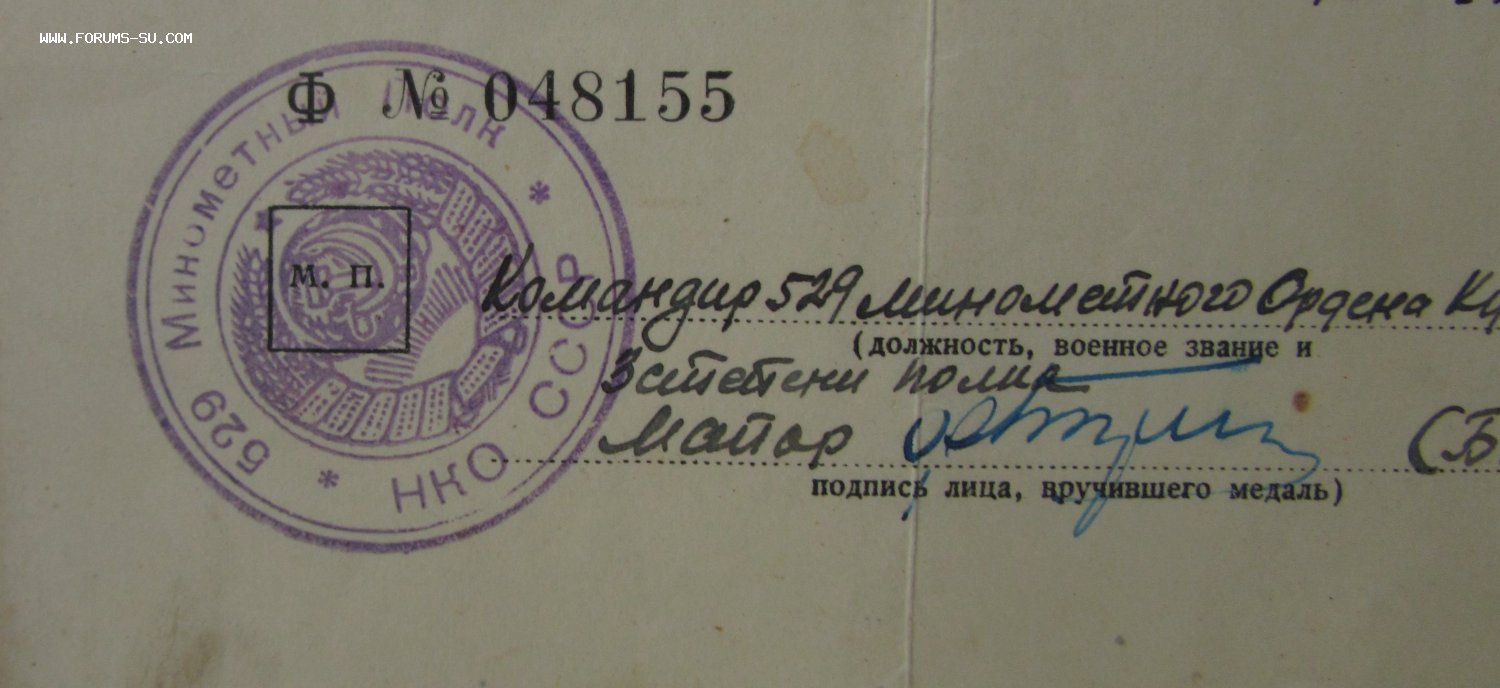 WWW.FORUMS-SU.COM
Ф № 048155
529 Минометный Полк * НКО СССР *
м. п.
Командир 529 минометного Ордена
(должность, военное звание и
3 степени полка
Майор
подпись лица, вручившего медаль)